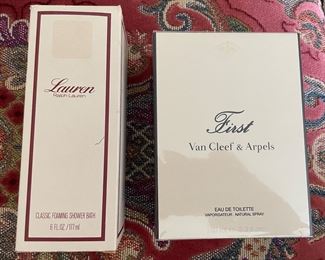 Lauren
Ralph Lauren
CLASSIC FOAMING SHOWER BATH
6 FL.OZ./177 ml
First
Van Cleef & Arpels
EAU DE TOILETTE
VAPORISATEUR NATURAL SPRAY